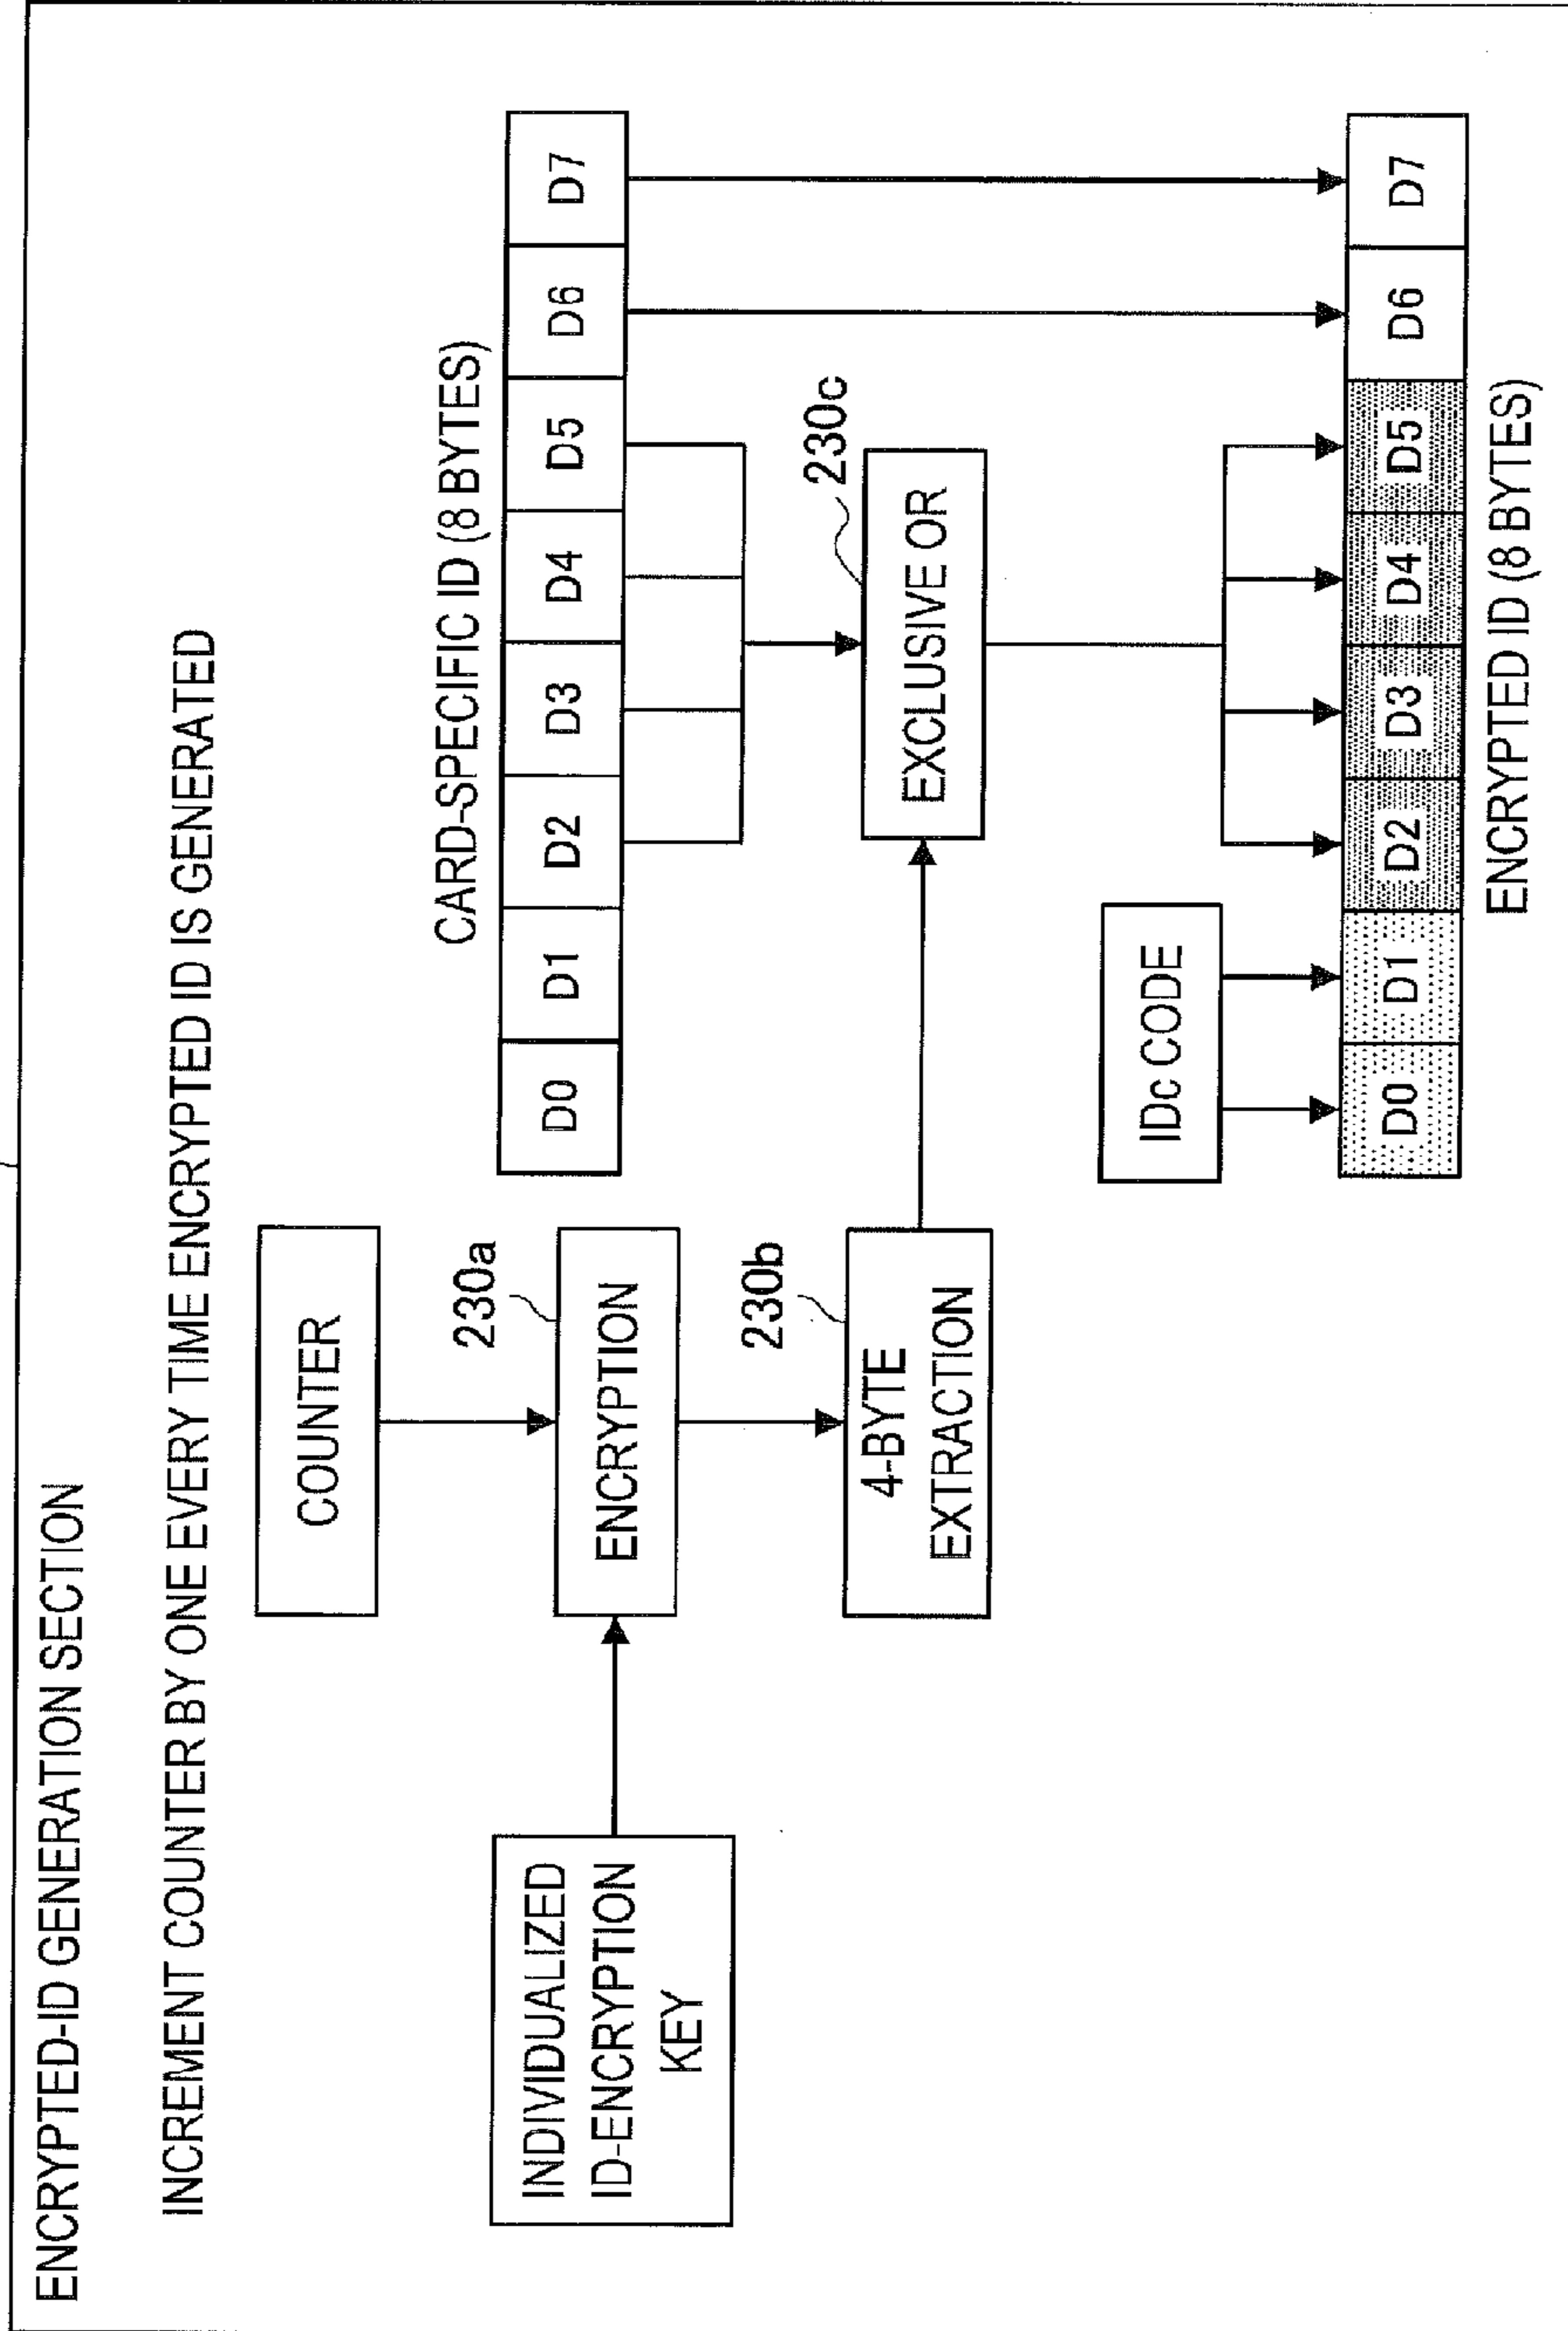 ENCRYPTED-ID GENERATION SECTION
INCREMENT COUNTER BY ONE EVERY TIME ENCRYPTED ID IS GENERATED
COUNTER
CARD-SPECIFIC ID (8 BYTES)
D0 D1 D2 D3 D4 D5 D6 D7
INDIVIDUALIZED
ID-ENCRYPTION
KEY
230a
ENCRYPTION
230b
4-BYTE
EXTRACTION
230c
EXCLUSIVE OR
IDc CODE
D0 D1 D2 D3 D4 D5 D6 D7
ENCRYPTED ID (8 BYTES)